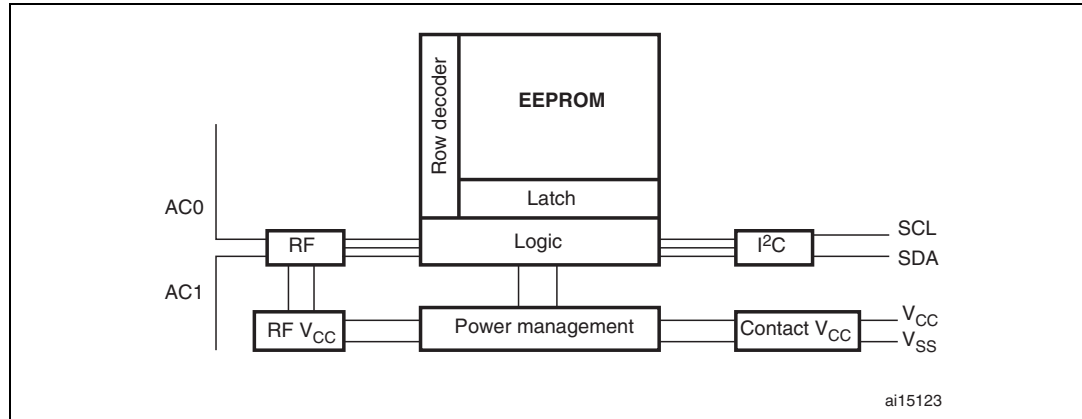 Row decoder
EEPROM
Latch
AC0
RF
Logic
I²C
SCL
SDA
AC1
RF VCC
Power management
Contact VCC
VCC
VSS
ai15123